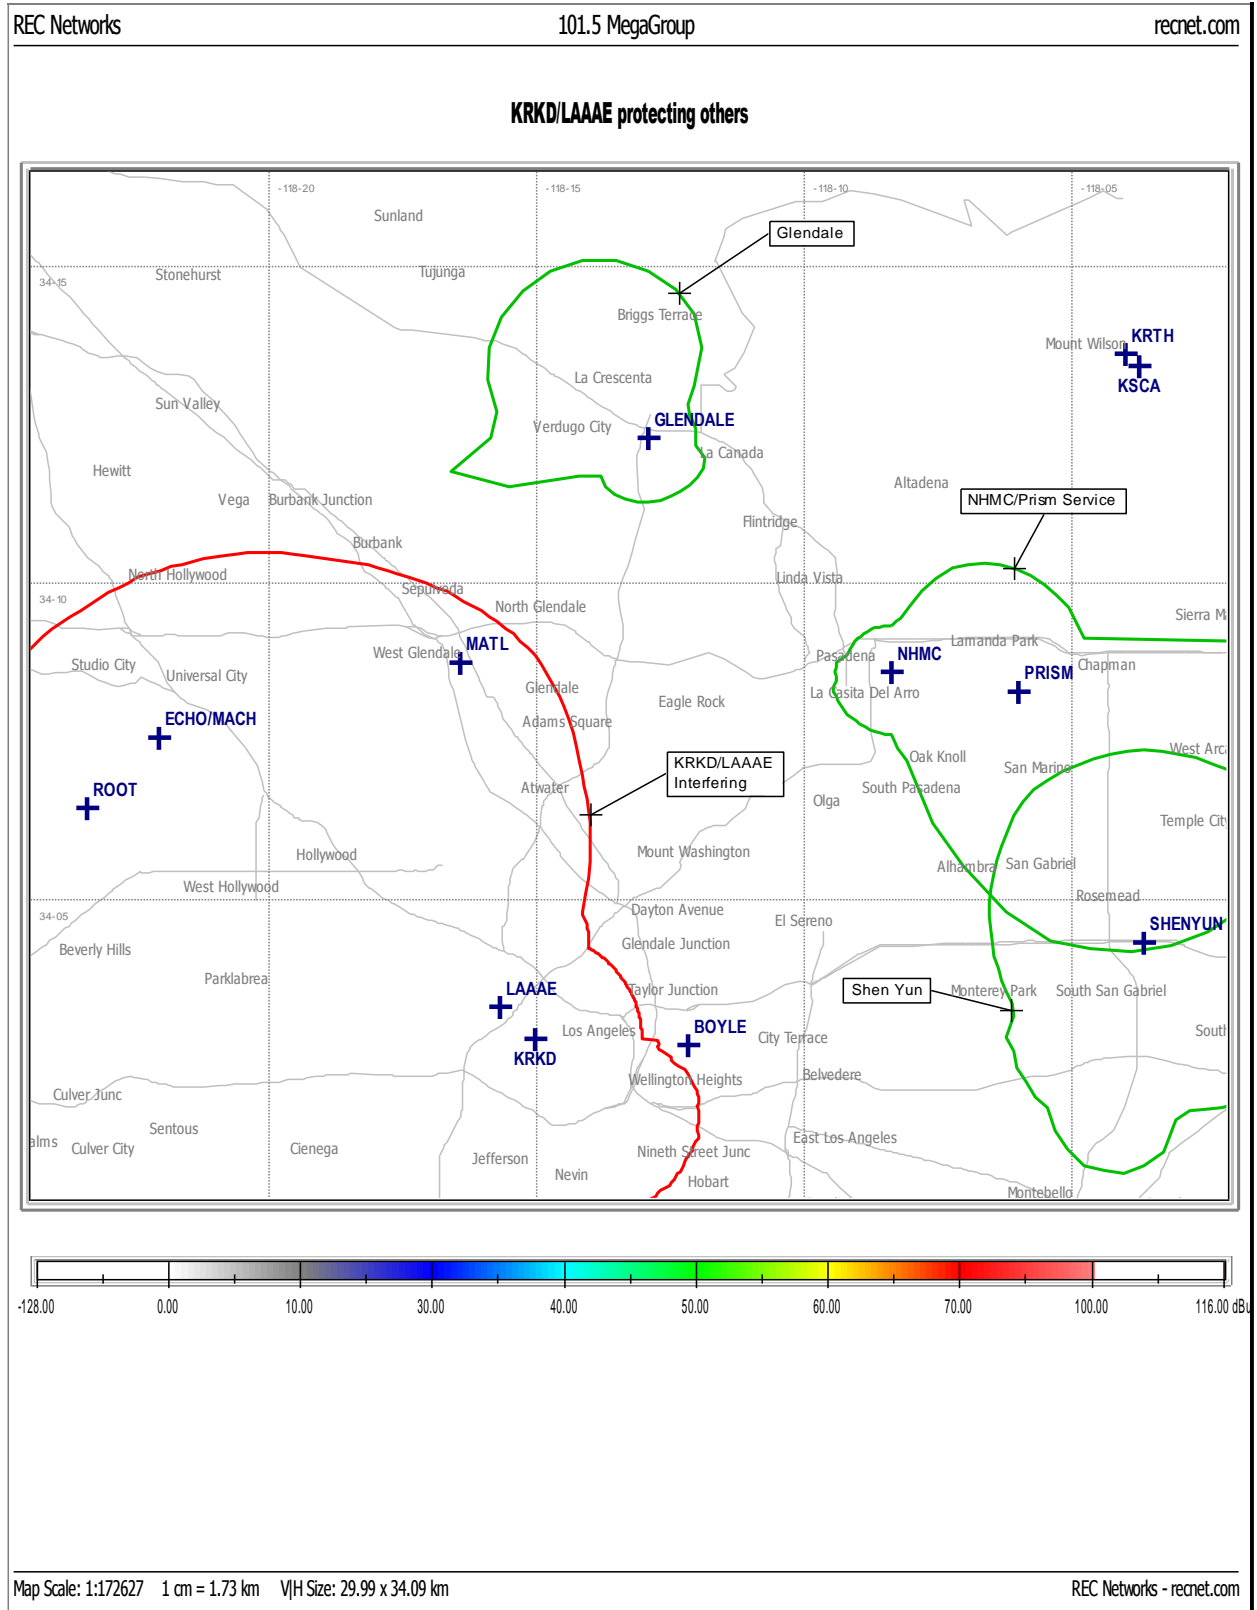 REC Networks 101.5 MegaGroup recnet.com
KRKD/LAAAE protecting others
-118-20 -118-15 -118-10 -118-05
Sunland
Glendale
Stonehurst Tujunga
34-15
Briggs Terrace
KRTH
Mount Wilson
KSCA
La Crescenta
Sun Valley
GLENDALE
Verdugo City
La Canada
Hewitt
Altadena
Vega Burbank Junction
NHMC/Prism Service
Flintridge
Burbank
North Hollywood
Linda Vista
Sepulveda
34-10
North Glendale
Sierra M
Lamanda Park
MATL
West Glendale
Pasadena
NHMC
Studio City
Chapman
Universal City
PRISM
Glendale
La Casita Del Arro
Eagle Rock
ECHO/MACH
Adams Square
West Arc
Oak Knoll
KRKD/LAAAE
Interfering
San Marino
ROOT
Atwater
South Pasadena
Olga
Temple City
Hollywood
Mount Washington
Alhambra San Gabriel
West Hollywood
Rosemead
34-05
Dayton Avenue
El Sereno
SHENYUN
Beverly Hills
Glendale Junction
Parklabrea
LAAAE
Taylor Junction
Shen Yun
Monterey Park South San Gabriel
Los Angeles
BOYLE
City Terrace
South
KRKD
Wellington Heights
Belvedere
Culver Junc
Sentous
East Los Angeles
alms Culver City
Cienega
Jefferson
Nineth Street Junc
Nevin
Hobart
Montebello
-128.00 0.00 10.00 30.00 40.00 50.00 60.00 70.00 100.00 116.00 dBu
Map Scale: 1:172627 1 cm = 1.73 km V|H Size: 29.99 x 34.09 km REC Networks - recnet.com